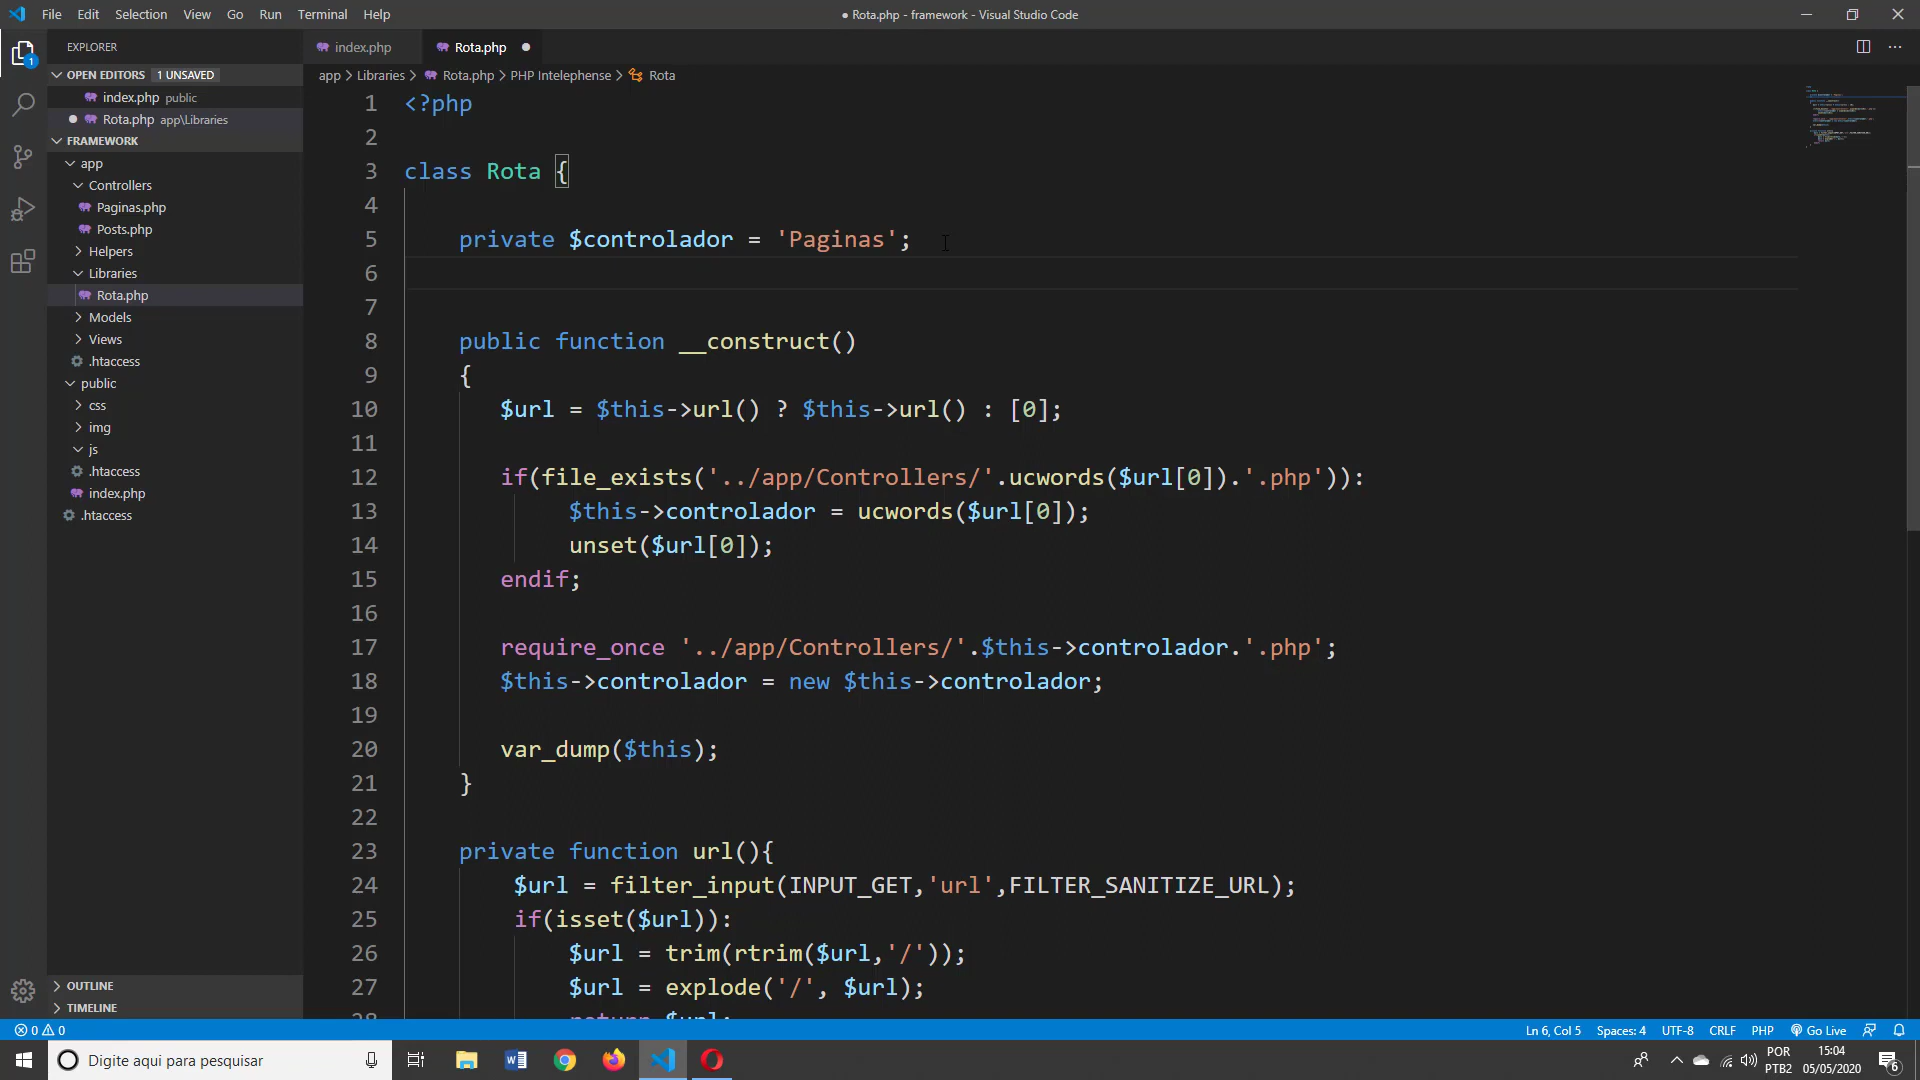 File Edit Selection View Go Run Terminal Help
● Rota.php - framework - Visual Studio Code
EXPLORER
OPEN EDITORS 1 UNSAVED
index.php public
Rota.php app\Libraries
FRAMEWORK
app
Controllers
Paginas.php
Posts.php
Helpers
Libraries
Rota.php
Models
Views
.htaccess
public
css
img
js
.htaccess
index.php
.htaccess
OUTLINE
TIMELINE
index.php Rota.php ●
app > Libraries > Rota.php > PHP Intelephense > Rota
1 <?php
2
3 class Rota {
4
5 private $controlador = 'Paginas';
6
7
8 public function __construct()
9 {
10 $url = $this->url() ? $this->url() : [0];
11
12 if(file_exists('../app/Controllers/'.ucwords($url[0]).'.php')):
13 $this->controlador = ucwords($url[0]);
14 unset($url[0]);
15 endif;
16
17 require_once '../app/Controllers/'.$this->controlador.'.php';
18 $this->controlador = new $this->controlador;
19
20 var_dump($this);
21 }
22
23 private function url(){
24 $url = filter_input(INPUT_GET,'url',FILTER_SANITIZE_URL);
25 if(isset($url)):
26 $url = trim(rtrim($url,'/'));
27 $url = explode('/', $url);
28 return $url;
0 0 Ln 6, Col 5 Spaces: 4 UTF-8 CRLF PHP Go Live
Digite aqui para pesquisar
POR
PTB2
15:04
05/05/2020
6